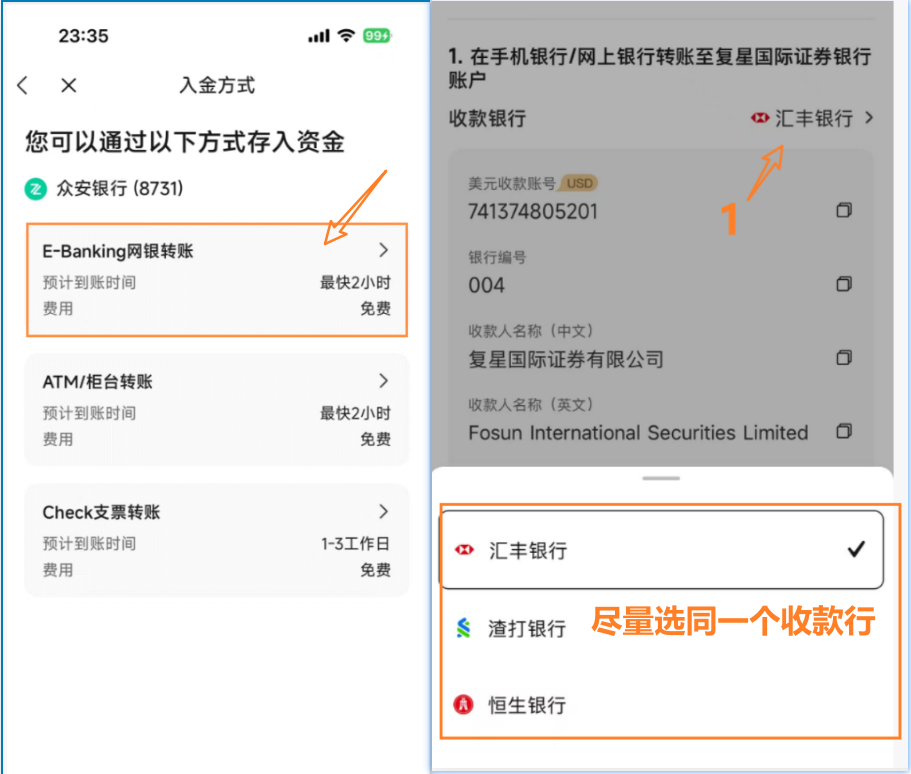 23:35
99+
入金方式
您可以通过以下方式存入资金
众安银行 (8731)
E-Banking网银转账
预计到账时间 最快2小时
费用 免费
ATM/柜台转账
预计到账时间 最快2小时
费用 免费
Check支票转账
预计到账时间 1-3工作日
费用 免费
1. 在手机银行/网上银行转账至复星国际证券银行
账户
收款银行 汇丰银行
美元收款账号 USD
741374805201
1
银行编号
004
收款人名称（中文）
复星国际证券有限公司
收款人名称（英文）
Fosun International Securities Limited
汇丰银行
渣打银行
尽量选同一个收款行
恒生银行